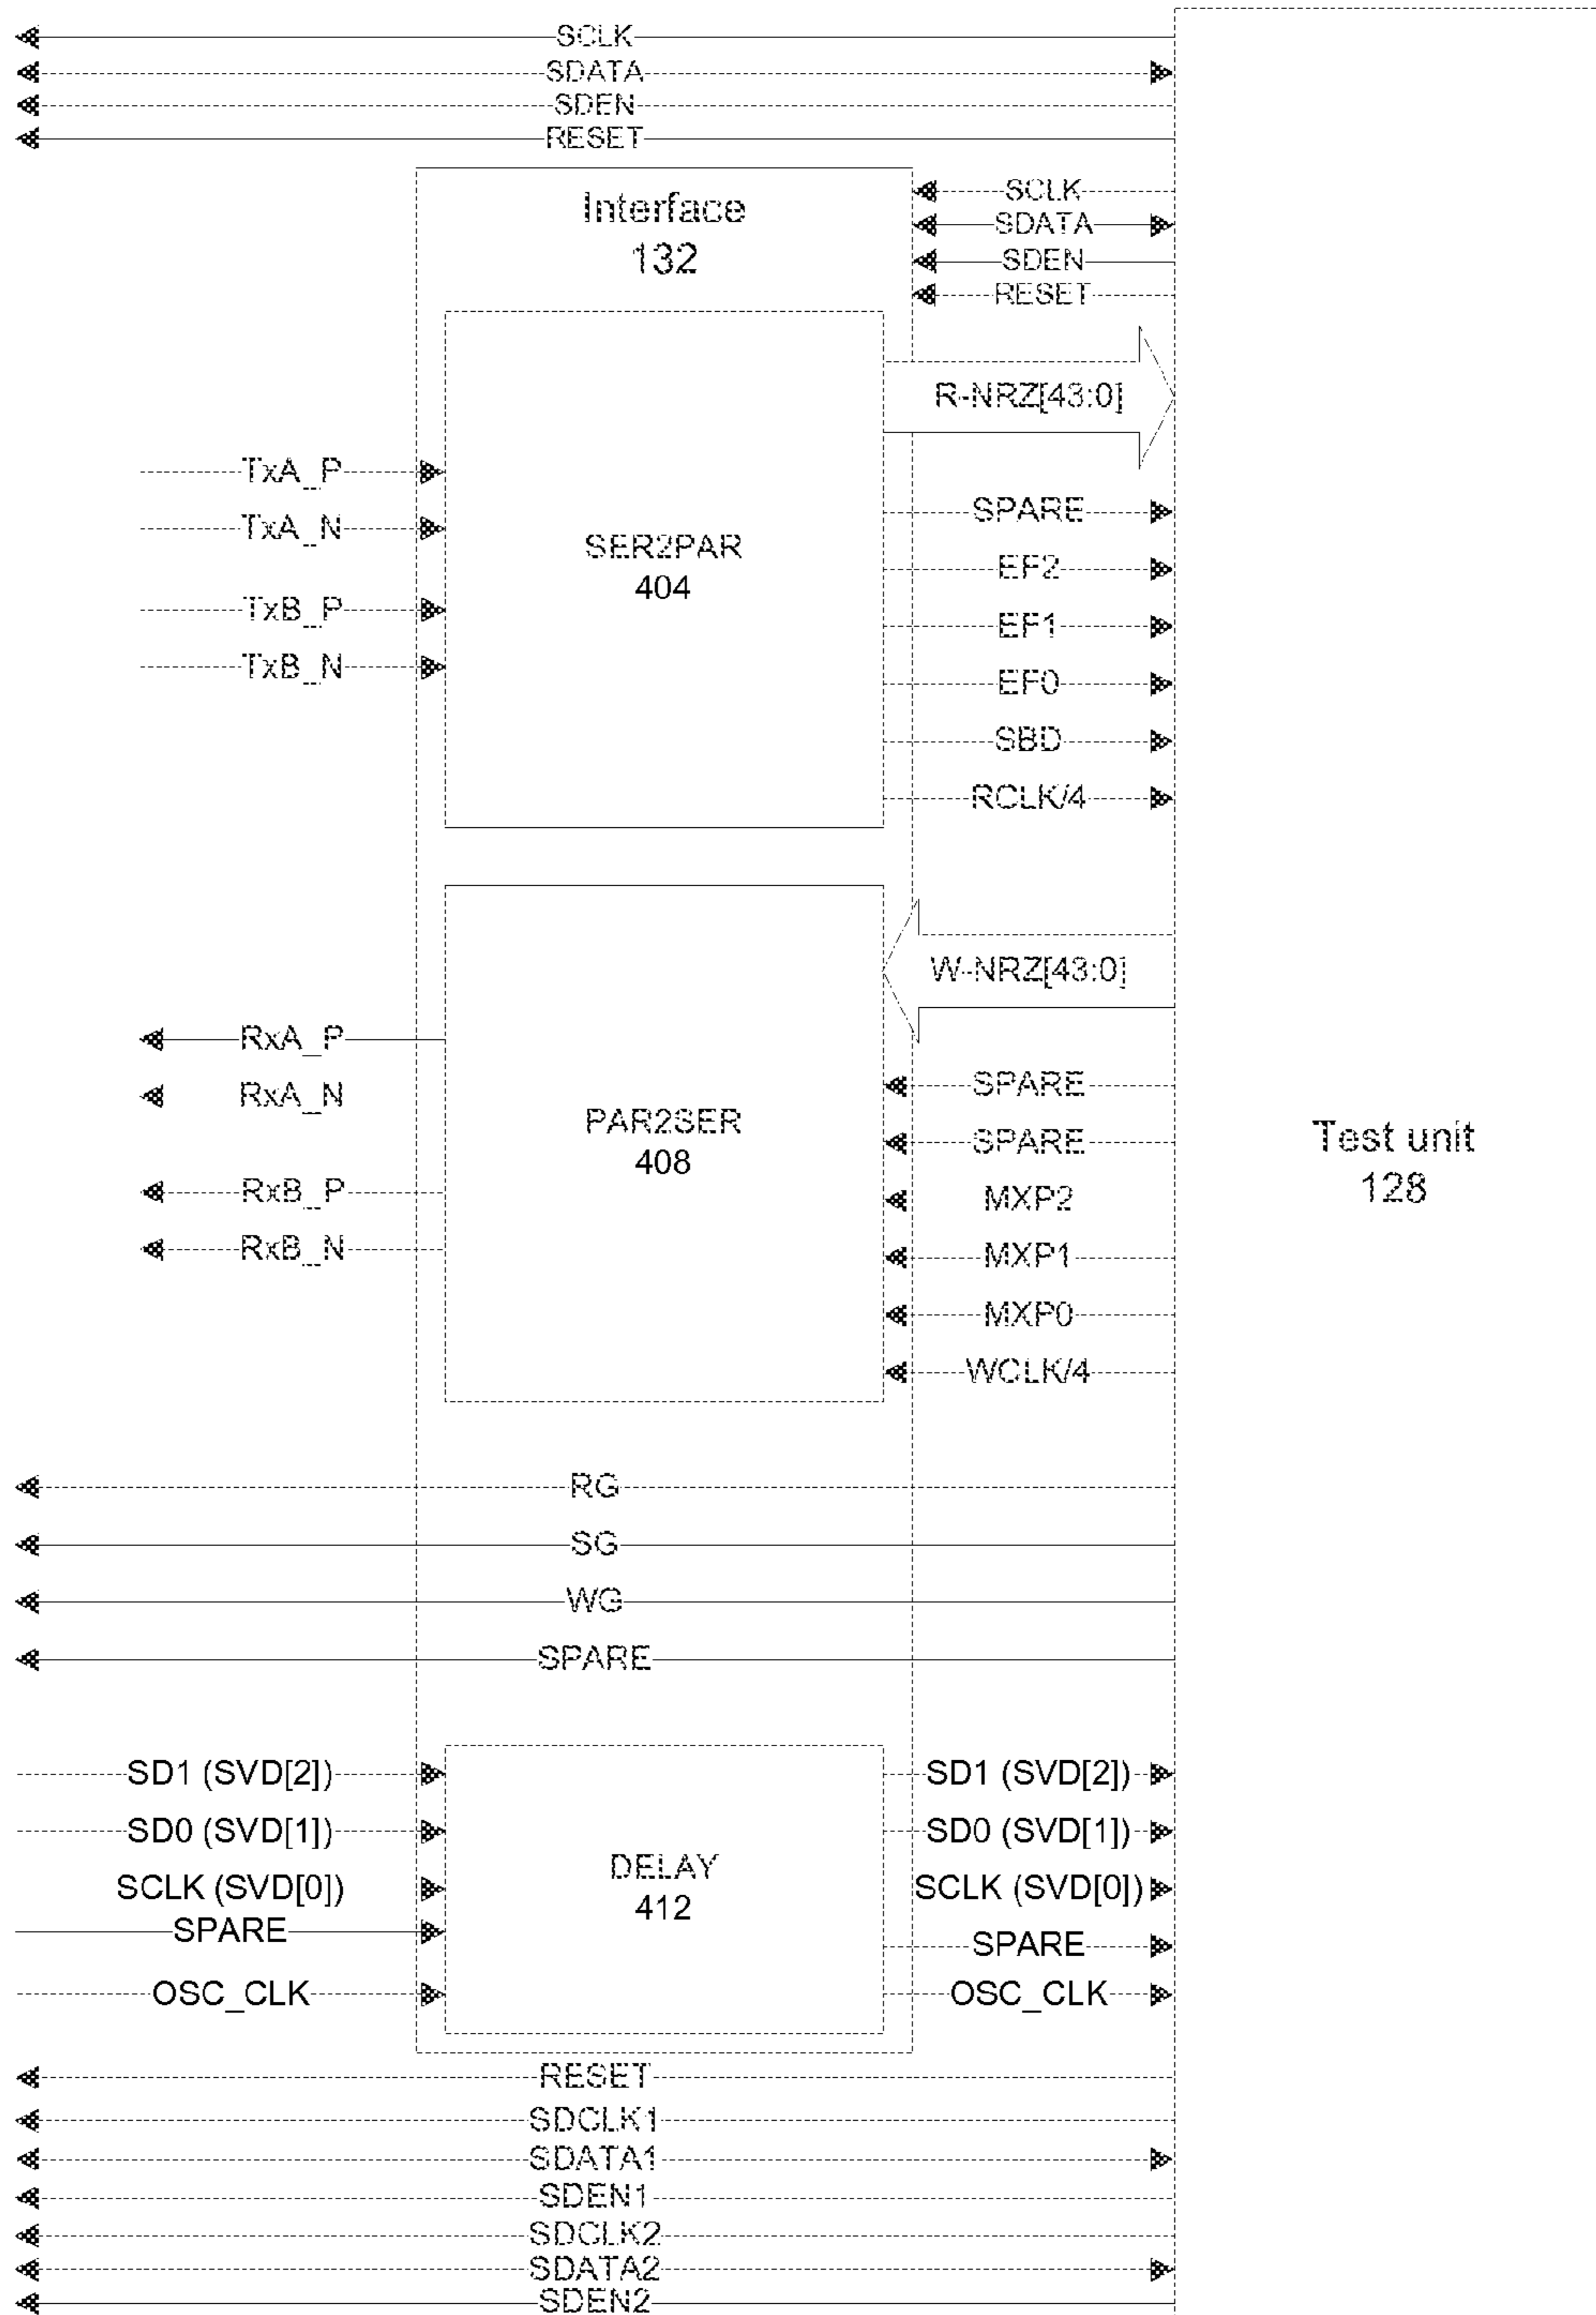 SCLK
SDATA
SDEN
RESET
Interface
132
SCLK
SDATA
SDEN
RESET
R-NRZ[43:0]
TxA_P
TxA_N
TxB_P
TxB_N
SER2PAR
404
SPARE
EF2
EF1
EF0
SBD
RCLK/4
W-NRZ[43:0]
RxA_P
RxA_N
RxB_P
RxB_N
PAR2SER
408
SPARE
SPARE
MXP2
MXP1
MXP0
WCLK/4
Test unit
128
RG
SG
WG
SPARE
SD1 (SVD[2])
SD0 (SVD[1])
SCLK (SVD[0])
SPARE
OSC_CLK
DELAY
412
SD1 (SVD[2])
SD0 (SVD[1])
SCLK (SVD[0])
SPARE
OSC_CLK
RESET
SDCLK1
SDATA1
SDEN1
SDCLK2
SDATA2
SDEN2